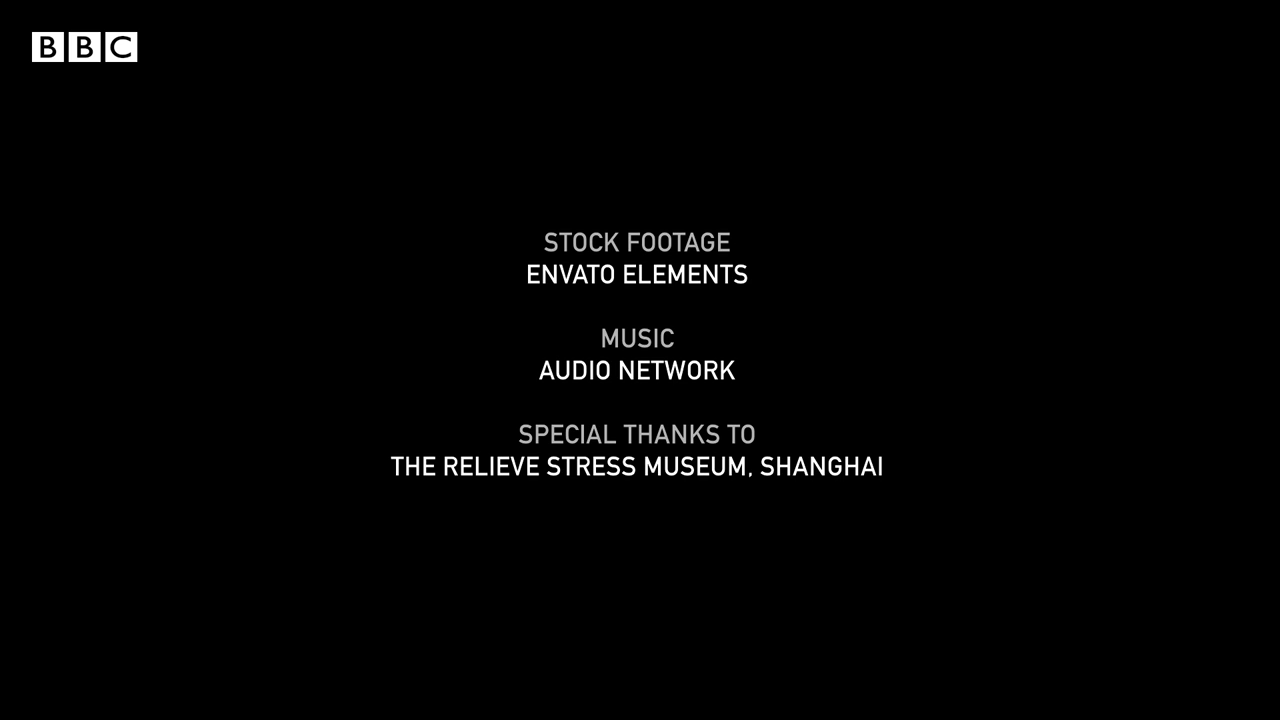 BBC
STOCK FOOTAGE
ENVATO ELEMENTS
MUSIC
AUDIO NETWORK
SPECIAL THANKS TO
THE RELIEVE STRESS MUSEUM, SHANGHAI